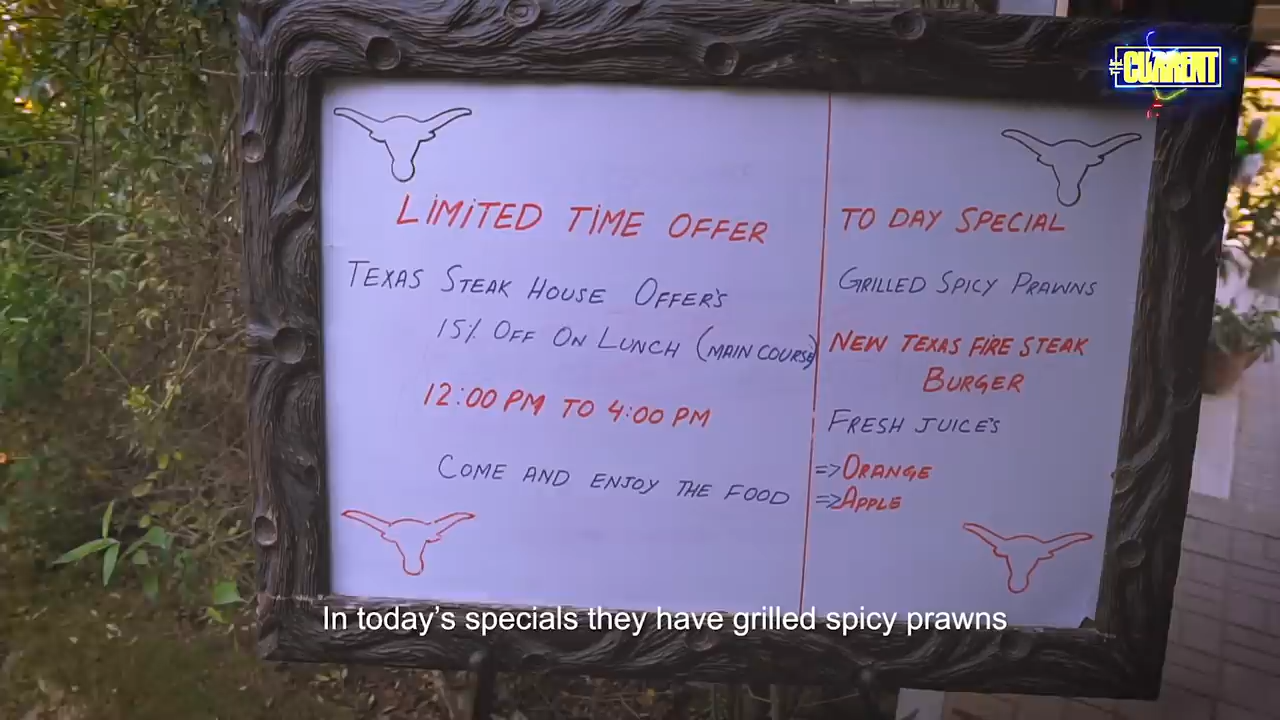 #CURRENT
LIMITED TIME OFFER
TEXAS STEAK HOUSE OFFER'S
15% OFF ON LUNCH (MAIN COURSE)
12:00 PM TO 4:00 PM
COME AND ENJOY THE FOOD
TO DAY SPECIAL
GRILLED SPICY PRAWNS
NEW TEXAS FIRE STEAK
BURGER
FRESH JUICE'S
=>ORANGE
=>APPLE
In today's specials they have grilled spicy prawns